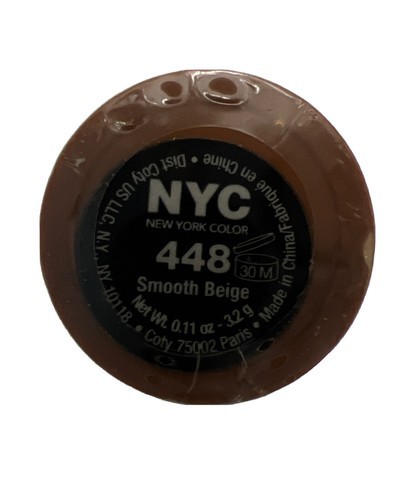 NYC
NEW YORK COLOR
448
30 M
Smooth Beige
Net Wt. 0.11 oz - 3.2 g
• Coty 75002 Paris • Made in China/Fabriqué en Chine • Dist Coty US LLC, N.Y., NY 10118